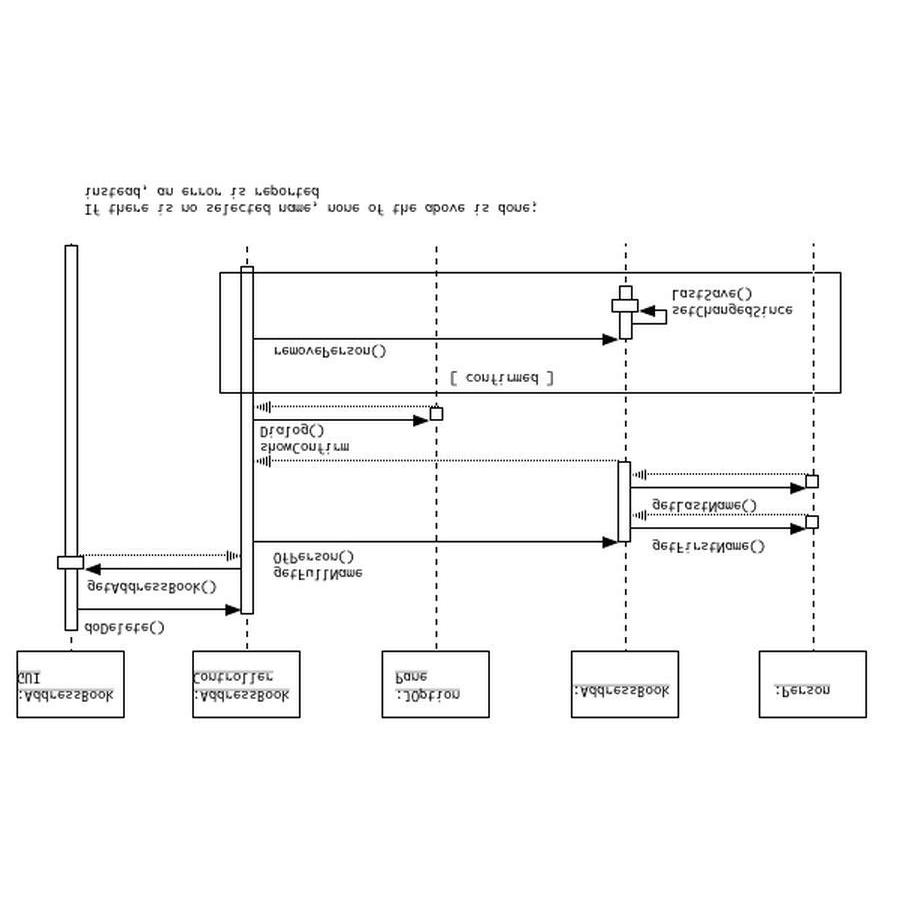 :AddressBook
GUI
:AddressBook
Controller
:JOption
Pane
:AddressBook
:Person
doDelete()
getAddressBook()
getFullName
OfPerson()
getFirstName()
getLastName()
showConfirm
Dialog()
[ confirmed ]
removePerson()
setChangedSince
LastSave()
If there is no selected name, none of the above is done;
instead, an error is reported